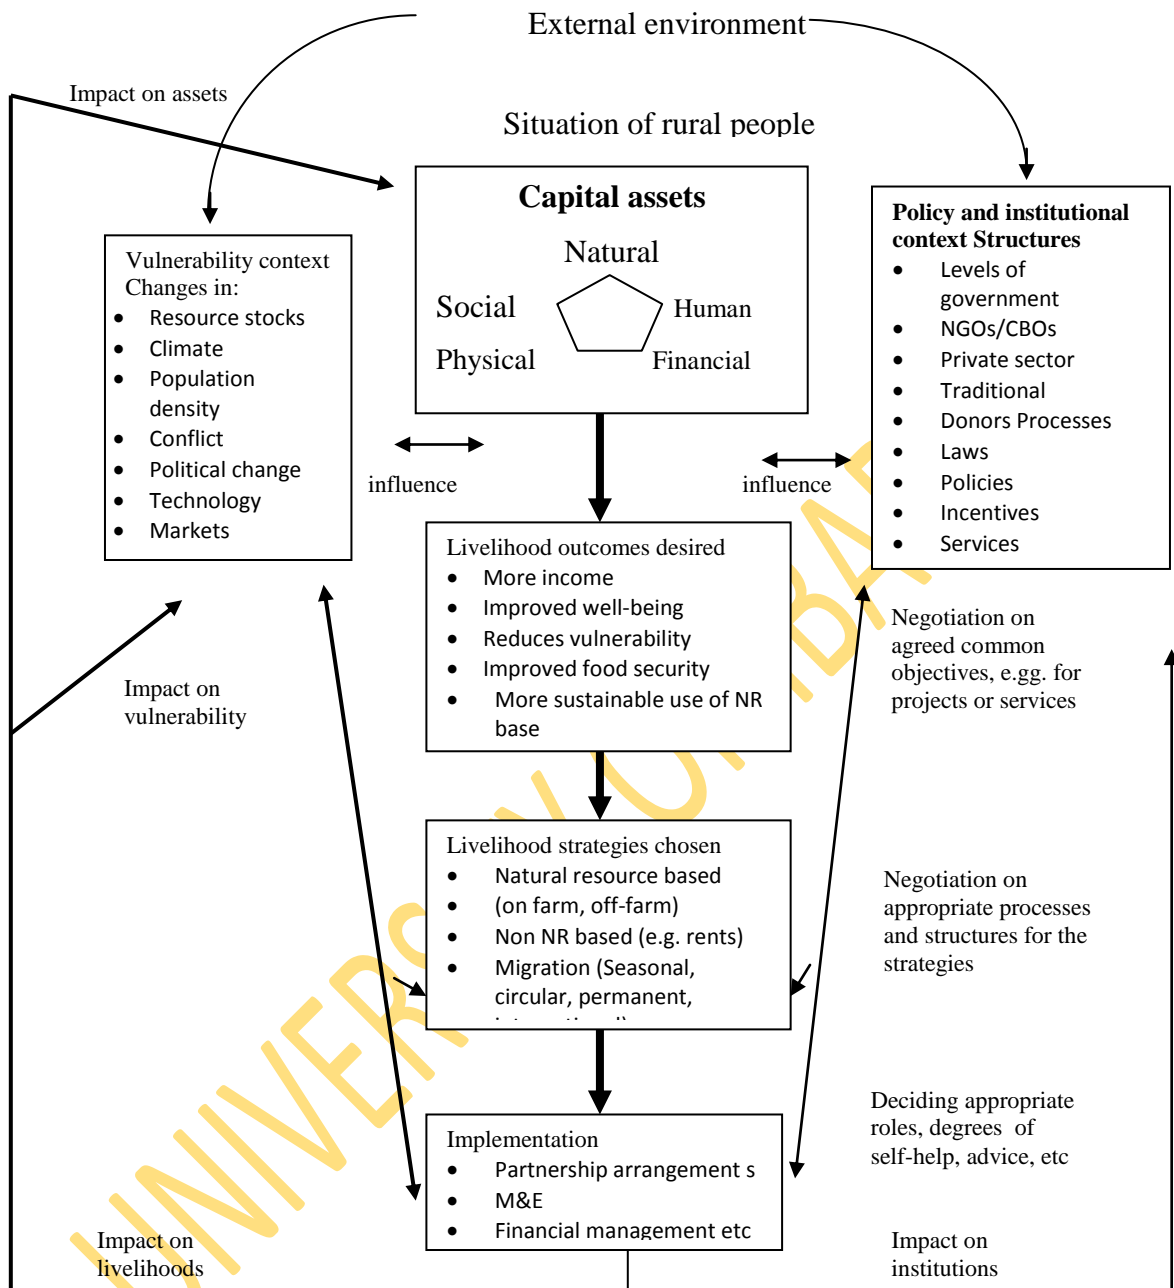 External environment
Impact on assets
Situation of rural people
Capital assets
Natural
Social
Human
Physical
Financial
Vulnerability context
Changes in:
• Resource stocks
• Climate
• Population
density
• Conflict
• Political change
• Technology
• Markets
Policy and institutional
context Structures
• Levels of
government
• NGOs/CBOs
• Private sector
• Traditional
• Donors Processes
• Laws
• Policies
• Incentives
• Services
influence
influence
Livelihood outcomes desired
• More income
• Improved well-being
• Reduces vulnerability
• Improved food security
• More sustainable use of NR
base
Impact on
vulnerability
Negotiation on
agreed common
objectives, e.gg. for
projects or services
Livelihood strategies chosen
• Natural resource based
• (on farm, off-farm)
• Non NR based (e.g. rents)
• Migration (Seasonal,
circular, permanent,
Negotiation on
appropriate processes
and structures for the
strategies
Implementation
• Partnership arrangement s
• M&E
• Financial management etc
Deciding appropriate
roles, degrees of
self-help, advice, etc
Impact on
livelihoods
Impact on
institutions
UNIVERSITY OF